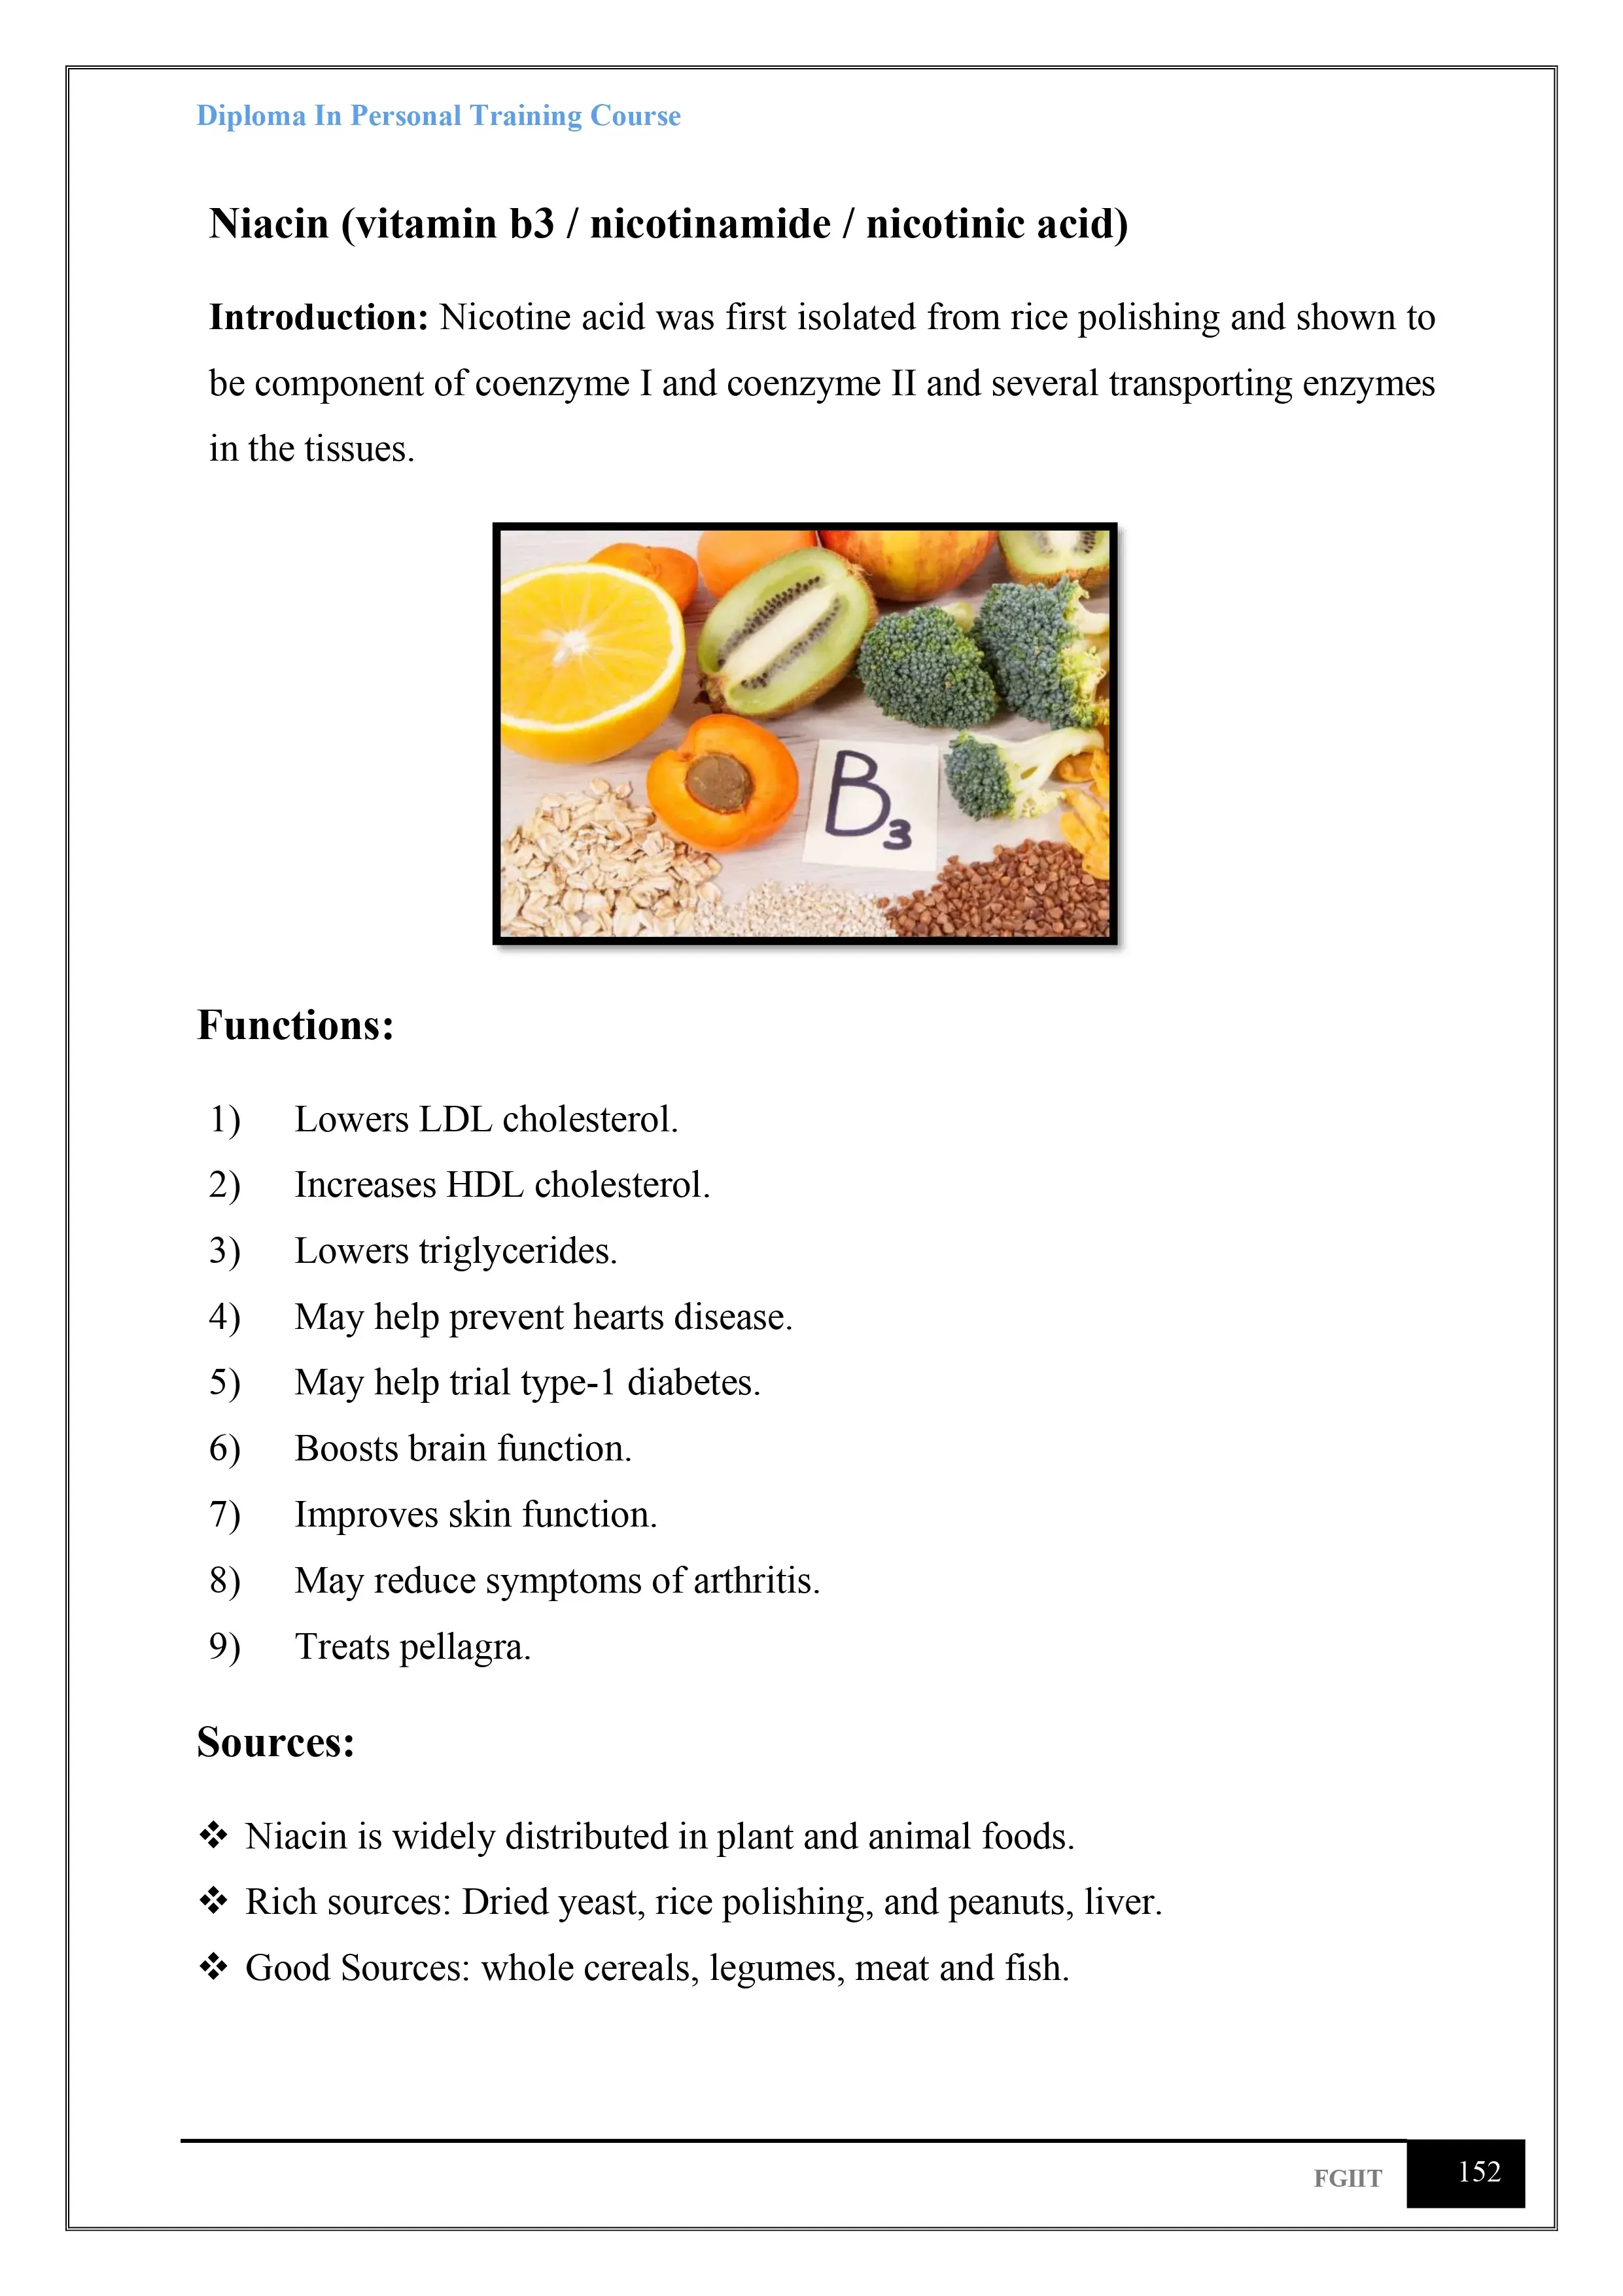 Diploma In Personal Training Course
Niacin (vitamin b3 / nicotinamide / nicotinic acid)
Introduction: Nicotine acid was first isolated from rice polishing and shown to
be component of coenzyme I and coenzyme II and several transporting enzymes
in the tissues.
B3
Functions:
1) Lowers LDL cholesterol.
2) Increases HDL cholesterol.
3) Lowers triglycerides.
4) May help prevent hearts disease.
5) May help trial type-1 diabetes.
6) Boosts brain function.
7) Improves skin function.
8) May reduce symptoms of arthritis.
9) Treats pellagra.
Sources:
❖ Niacin is widely distributed in plant and animal foods.
❖ Rich sources: Dried yeast, rice polishing, and peanuts, liver.
❖ Good Sources: whole cereals, legumes, meat and fish.
FGIIT 152